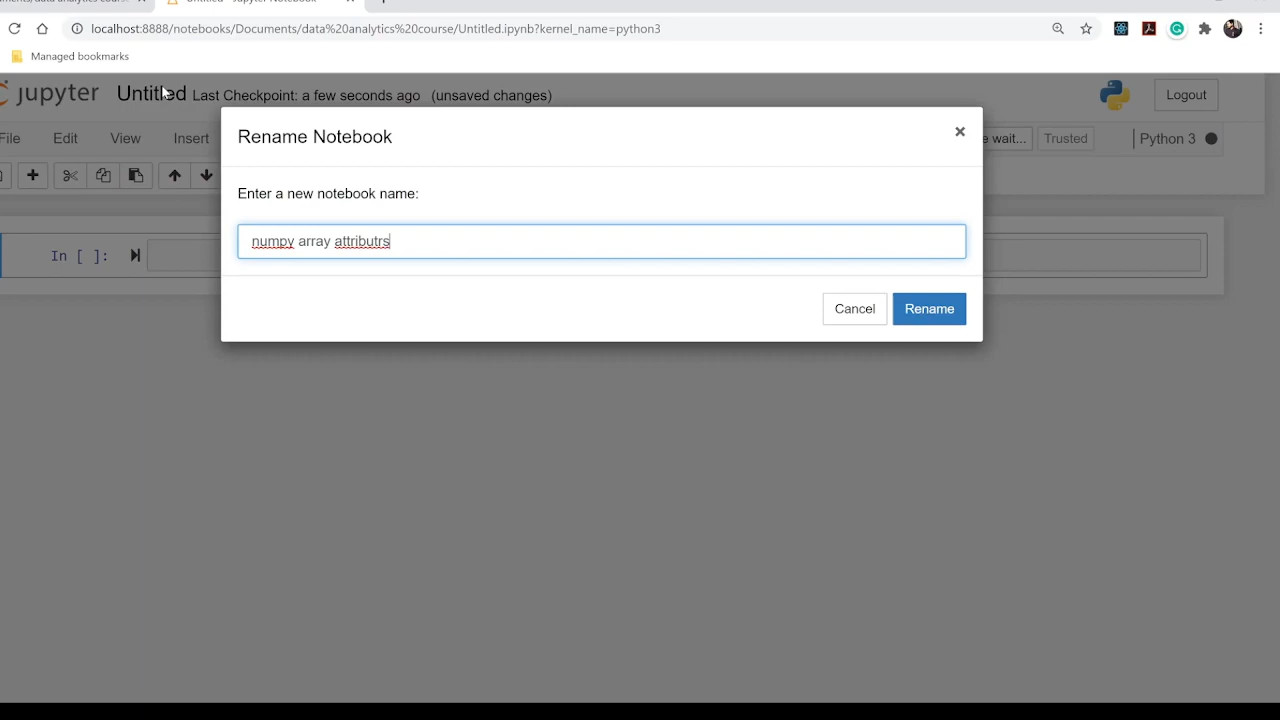 localhost:8888/notebooks/Documents/data%20analytics%20course/Untitled.ipynb?kernel_name=python3
Managed bookmarks
jupyter Untitled Last Checkpoint: a few seconds ago (unsaved changes) Logout
File Edit View Insert e wait... Trusted Python 3
Rename Notebook
Enter a new notebook name:
numpy array attributrs
Cancel Rename
In [ ]: